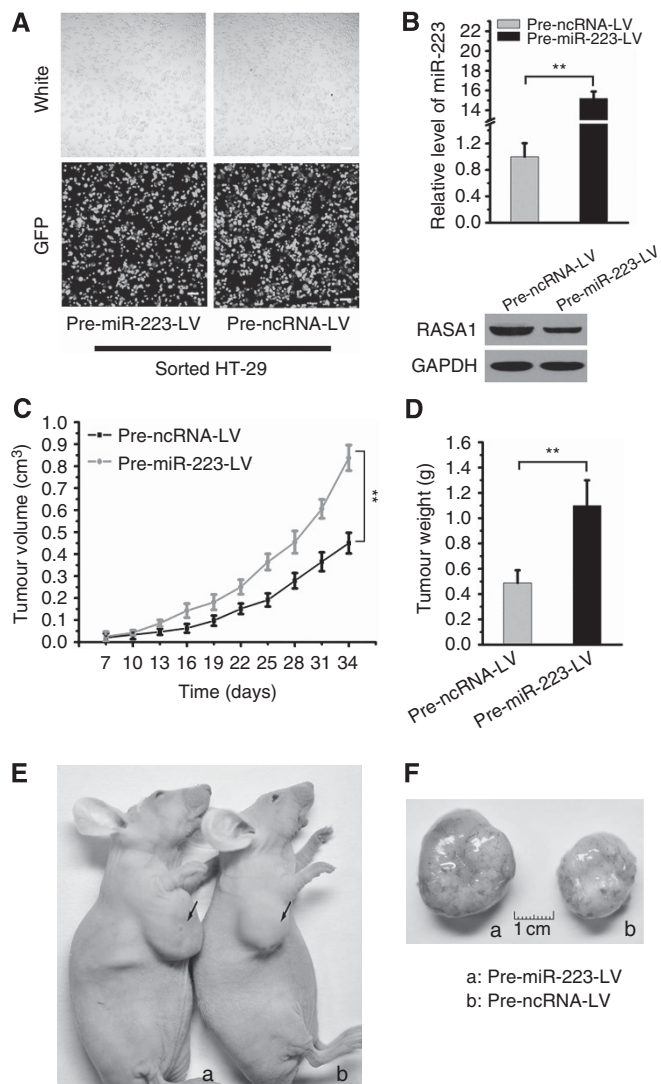 A
White
GFP
Pre-miR-223-LV Pre-ncRNA-LV
Sorted HT-29
B
Pre-ncRNA-LV
Pre-miR-223-LV
Relative level of miR-223
22
20
18
16
14
1.2
0.8
0.4
0.0
**
Pre-ncRNA-LV
Pre-miR-223-LV
RASA1
GAPDH
C
Pre-ncRNA-LV
Pre-miR-223-LV
Tumour volume (cm³)
1.0
0.9
0.8
0.7
0.6
0.5
0.4
0.3
0.2
0.1
0.0
**
7 10 13 16 19 22 25 28 31 34
Time (days)
D
Tumour weight (g)
1.6
1.4
1.2
1.0
0.8
0.6
0.4
0.2
0.0
**
Pre-ncRNA-LV
Pre-miR-223-LV
E
a b
F
a 1 cm b
a: Pre-miR-223-LV
b: Pre-ncRNA-LV